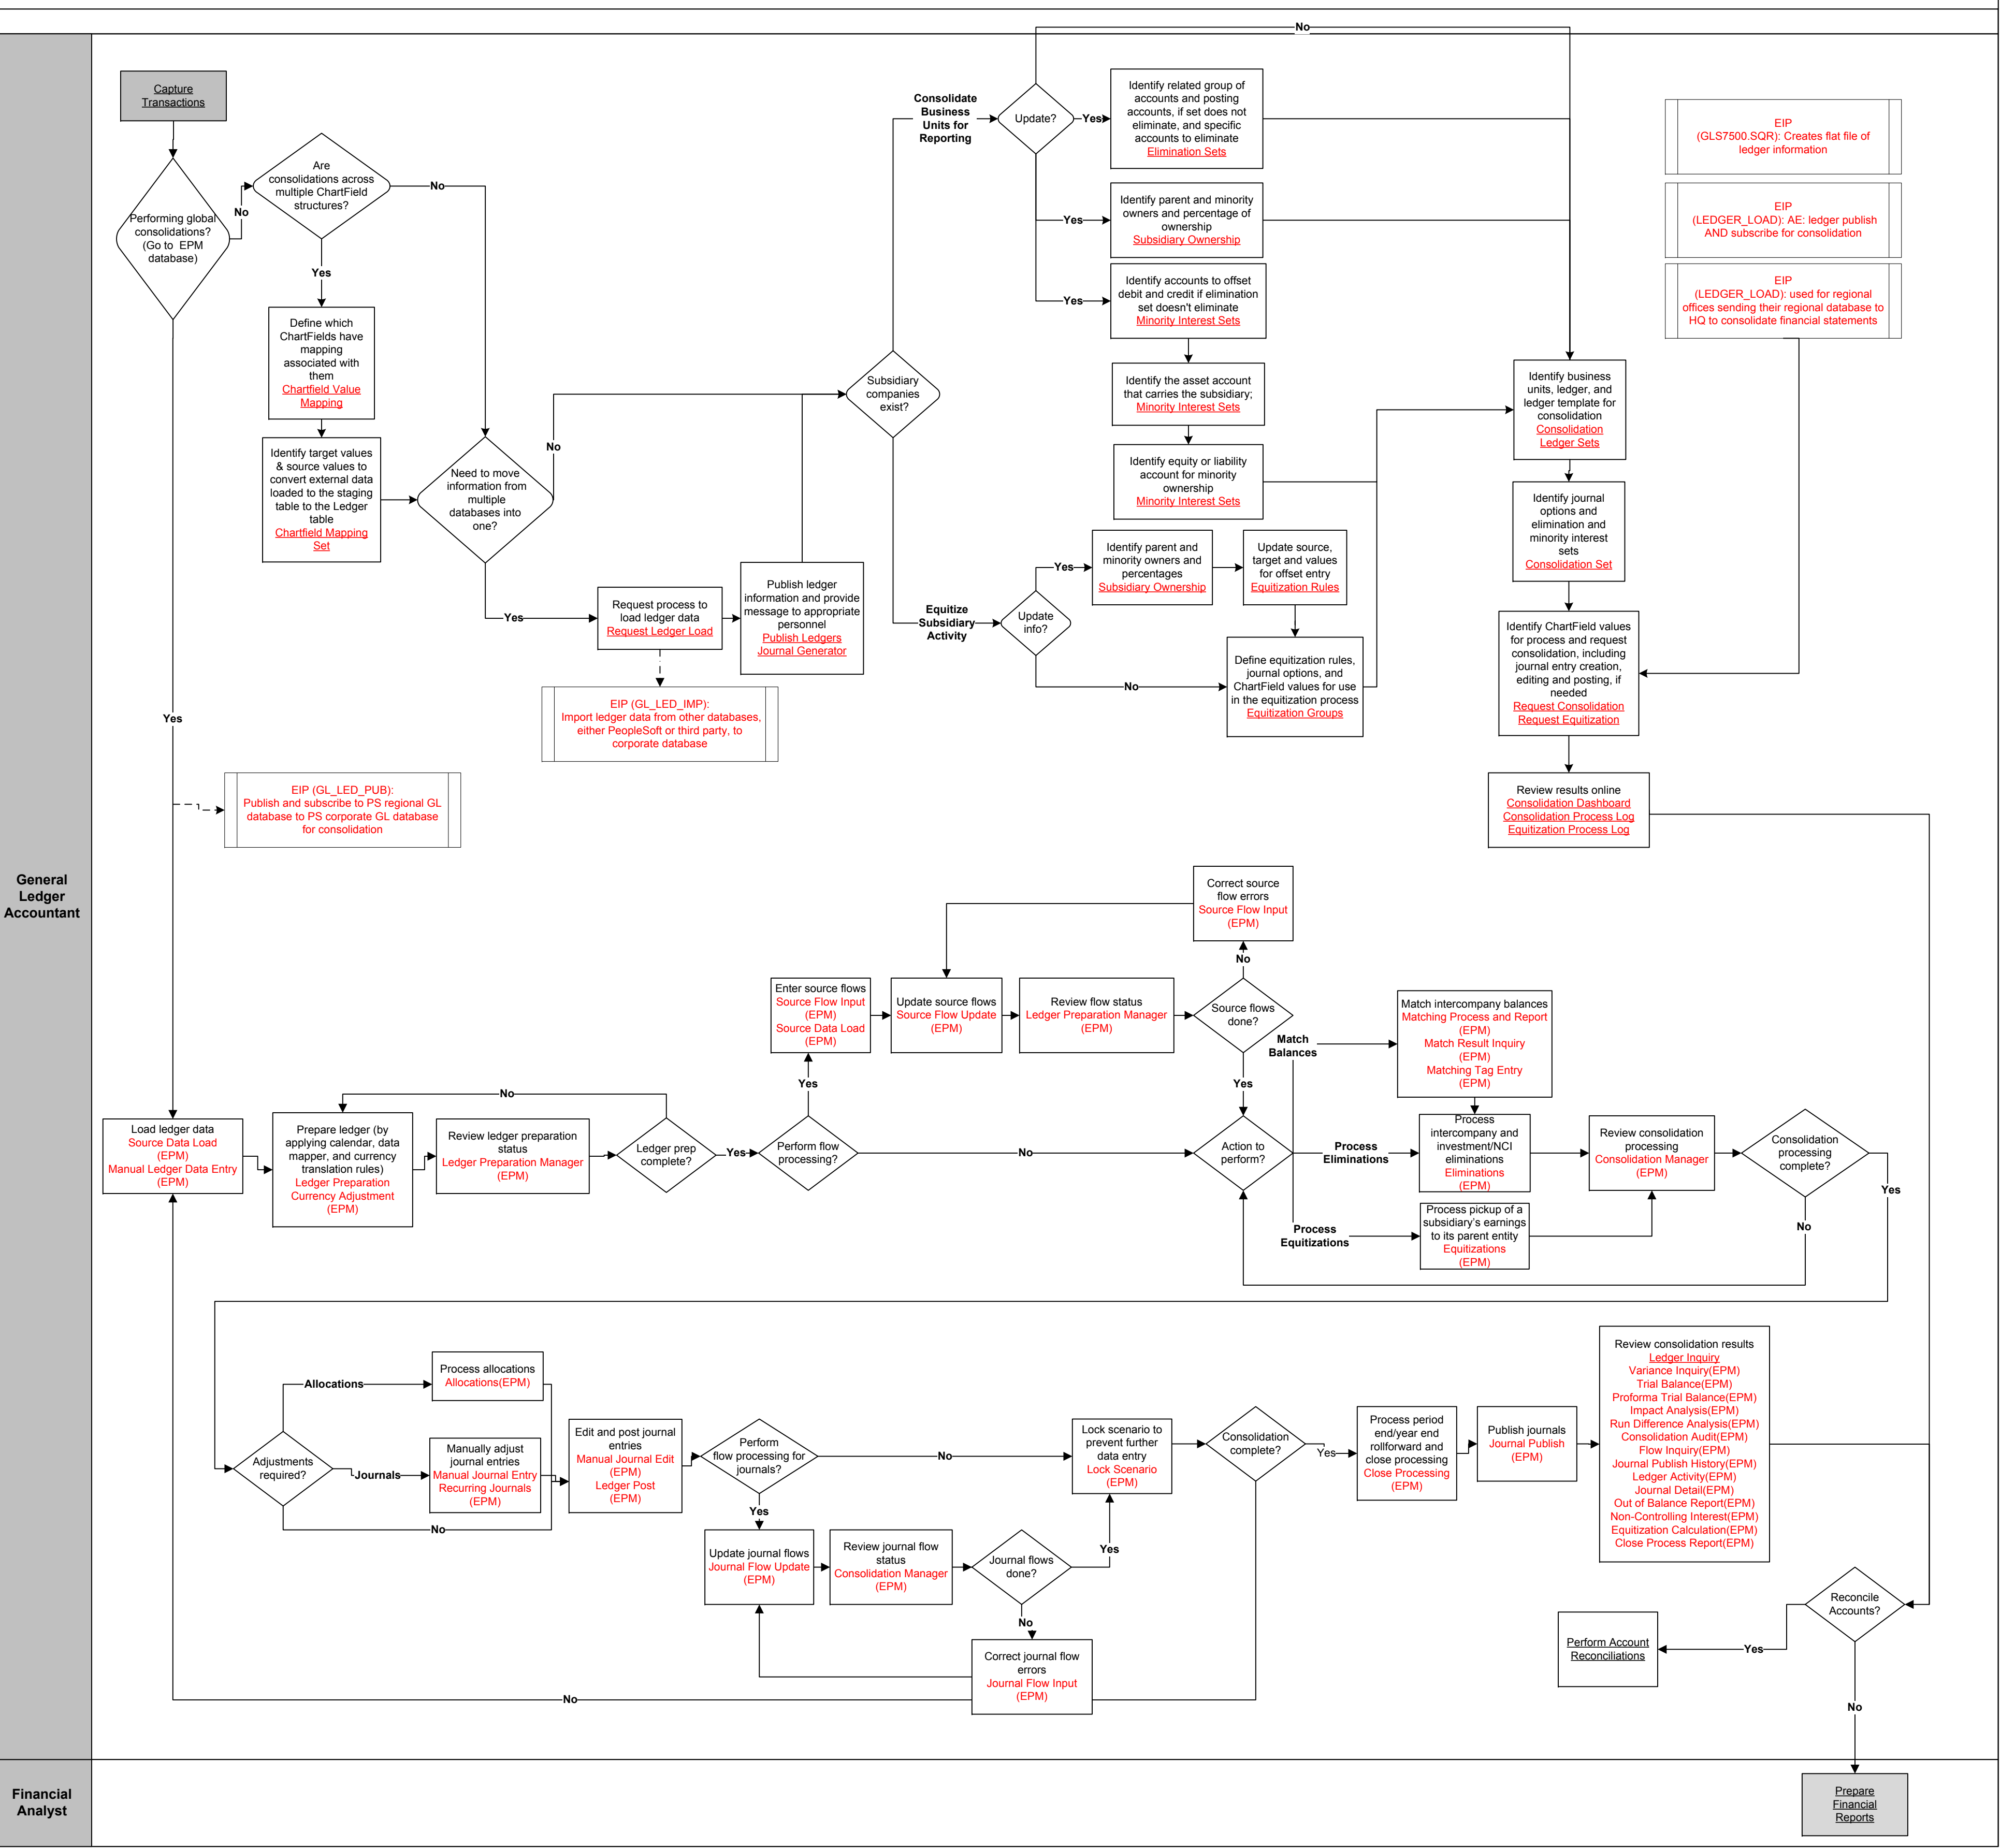 No
Capture
Transactions
Performing global
consolidations?
(Go to EPM
database)
No
Are
consolidations across
multiple ChartField
structures?
No
Yes
Define which
ChartFields have
mapping
associated with
them
Chartfield Value
Mapping
Identify target values
& source values to
convert external data
loaded to the staging
table to the Ledger
table
Chartfield Mapping
Set
Need to move
information from
multiple
databases into
one?
No
Yes
Request process to
load ledger data
Request Ledger Load
Publish ledger
information and provide
message to appropriate
personnel
Publish Ledgers
Journal Generator
EIP (GL_LED_IMP):
Import ledger data from other databases,
either PeopleSoft or third party, to
corporate database
Yes
EIP (GL_LED_PUB):
Publish and subscribe to PS regional GL
database to PS corporate GL database
for consolidation
Subsidiary
companies
exist?
Consolidate
Business
Units for
Reporting
Update?
Yes
Identify related group of
accounts and posting
accounts, if set does not
eliminate, and specific
accounts to eliminate
Elimination Sets
Yes
Identify parent and minority
owners and percentage of
ownership
Subsidiary Ownership
Yes
Identify accounts to offset
debit and credit if elimination
set doesn't eliminate
Minority Interest Sets
Identify the asset account
that carries the subsidiary;
Minority Interest Sets
Identify equity or liability
account for minority
ownership
Minority Interest Sets
Equitize
Subsidiary
Activity
Update
info?
Yes
Identify parent and
minority owners and
percentages
Subsidiary Ownership
Update source,
target and values
for offset entry
Equitization Rules
No
Define equitization rules,
journal options, and
ChartField values for use
in the equitization process
Equitization Groups
EIP
(GLS7500.SQR): Creates flat file of
ledger information
EIP
(LEDGER_LOAD): AE: ledger publish
AND subscribe for consolidation
EIP
(LEDGER_LOAD): used for regional
offices sending their regional database to
HQ to consolidate financial statements
Identify business
units, ledger, and
ledger template for
consolidation
Consolidation
Ledger Sets
Identify journal
options and
elimination and
minority interest
sets
Consolidation Set
Identify ChartField values
for process and request
consolidation, including
journal entry creation,
editing and posting, if
needed
Request Consolidation
Request Equitization
Review results online
Consolidation Dashboard
Consolidation Process Log
Equitization Process Log
General
Ledger
Accountant
Correct source
flow errors
Source Flow Input
(EPM)
No
Enter source flows
Source Flow Input
(EPM)
Source Data Load
(EPM)
Update source flows
Source Flow Update
(EPM)
Review flow status
Ledger Preparation Manager
(EPM)
Source flows
done?
Yes
Yes
Match
Balances
Match intercompany balances
Matching Process and Report
(EPM)
Match Result Inquiry
(EPM)
Matching Tag Entry
(EPM)
Load ledger data
Source Data Load
(EPM)
Manual Ledger Data Entry
(EPM)
No
Prepare ledger (by
applying calendar, data
mapper, and currency
translation rules)
Ledger Preparation
Currency Adjustment
(EPM)
Review ledger preparation
status
Ledger Preparation Manager
(EPM)
Ledger prep
complete?
Yes
Perform flow
processing?
No
Action to
perform?
Process
Eliminations
Process
intercompany and
investment/NCI
eliminations
Eliminations
(EPM)
Review consolidation
processing
Consolidation Manager
(EPM)
Consolidation
processing
complete?
Yes
No
Process
Equitizations
Process pickup of a
subsidiary's earnings
to its parent entity
Equitizations
(EPM)
Adjustments
required?
Allocations
Process allocations
Allocations(EPM)
Journals
Manually adjust
journal entries
Manual Journal Entry
Recurring Journals
(EPM)
No
Edit and post journal
entries
Manual Journal Edit
(EPM)
Ledger Post
(EPM)
Perform
flow processing for
journals?
No
Yes
Update journal flows
Journal Flow Update
(EPM)
Review journal flow
status
Consolidation Manager
(EPM)
Journal flows
done?
Yes
No
Correct journal flow
errors
Journal Flow Input
(EPM)
No
Lock scenario to
prevent further
data entry
Lock Scenario
(EPM)
Consolidation
complete?
Yes
Process period
end/year end
rollforward and
close processing
Close Processing
(EPM)
Publish journals
Journal Publish
(EPM)
Review consolidation results
Ledger Inquiry
Variance Inquiry(EPM)
Trial Balance(EPM)
Proforma Trial Balance(EPM)
Impact Analysis(EPM)
Run Difference Analysis(EPM)
Consolidation Audit(EPM)
Flow Inquiry(EPM)
Journal Publish History(EPM)
Ledger Activity(EPM)
Journal Detail(EPM)
Out of Balance Report(EPM)
Non-Controlling Interest(EPM)
Equitization Calculation(EPM)
Close Process Report(EPM)
Reconcile
Accounts?
Yes
Perform Account
Reconciliations
No
Financial
Analyst
Prepare
Financial
Reports